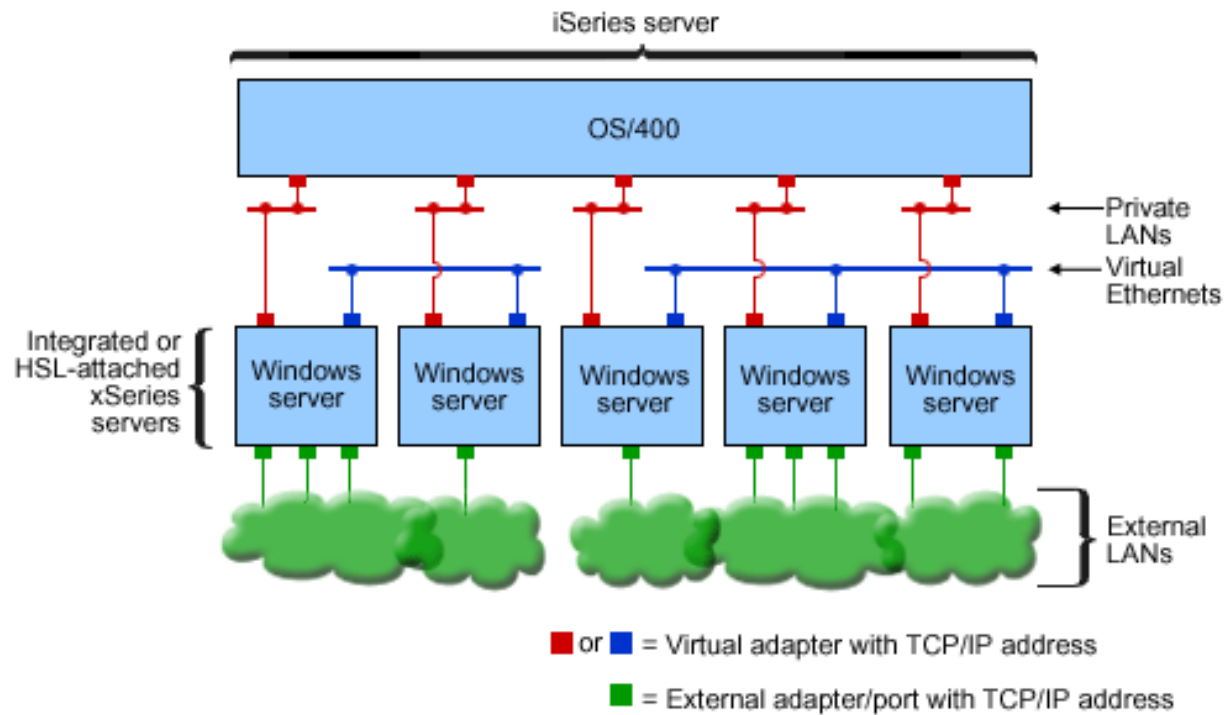 iSeries server
OS/400
Private
LANs
Virtual
Ethernets
Integrated or
HSL-attached
xSeries
servers
Windows
server
Windows
server
Windows
server
Windows
server
Windows
server
External
LANs
or = Virtual adapter with TCP/IP address
= External adapter/port with TCP/IP address